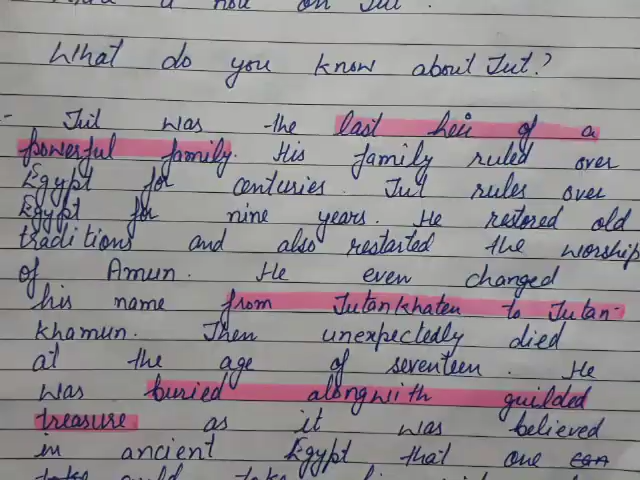 What do you know about Tut?
- Tut was the last heir of a
powerful family. His family ruled over
Egypt for centuries. Tut rules over
Egypt for nine years. He restored old
traditions and also restarted the worship
of Amun. He even changed
his name from Tutankhaten to Tutan-
khamun. Then unexpectedly died
at the age of seventeen. He
was buried alongwith guilded
treasure as it was believed
in ancient Egypt that one can